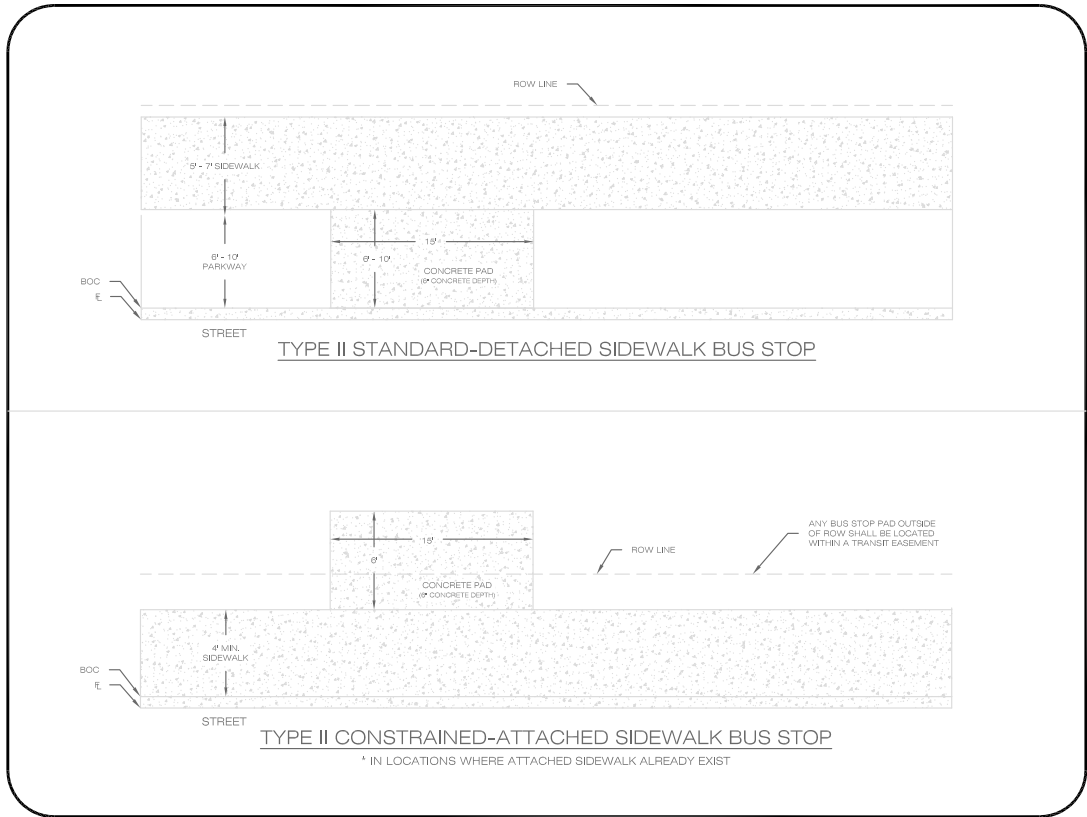 ROW LINE
5' - 7' SIDEWALK
15'
6' - 10'
PARKWAY
6' - 10'
CONCRETE PAD
(6" CONCRETE DEPTH)
BOC
FL
STREET
TYPE II STANDARD-DETACHED SIDEWALK BUS STOP
ANY BUS STOP PAD OUTSIDE
OF ROW SHALL BE LOCATED
WITHIN A TRANSIT EASEMENT
15'
ROW LINE
6'
CONCRETE PAD
(6" CONCRETE DEPTH)
4' MIN.
SIDEWALK
BOC
FL
STREET
TYPE II CONSTRAINED-ATTACHED SIDEWALK BUS STOP
* IN LOCATIONS WHERE ATTACHED SIDEWALK ALREADY EXIST